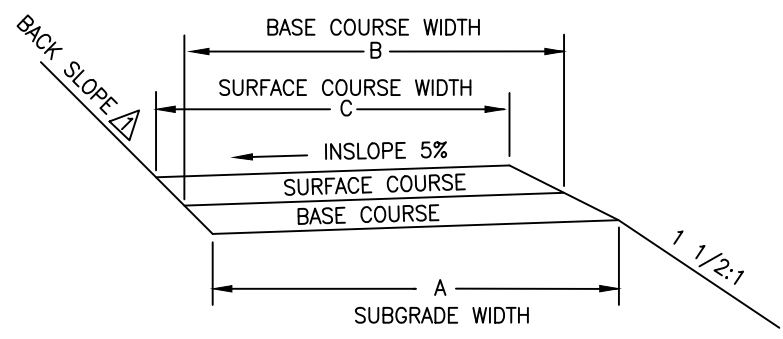 BASE COURSE WIDTH
B
BACK SLOPE 1
SURFACE COURSE WIDTH
C
INSLOPE 5%
SURFACE COURSE
BASE COURSE
1 1/2:1
A
SUBGRADE WIDTH